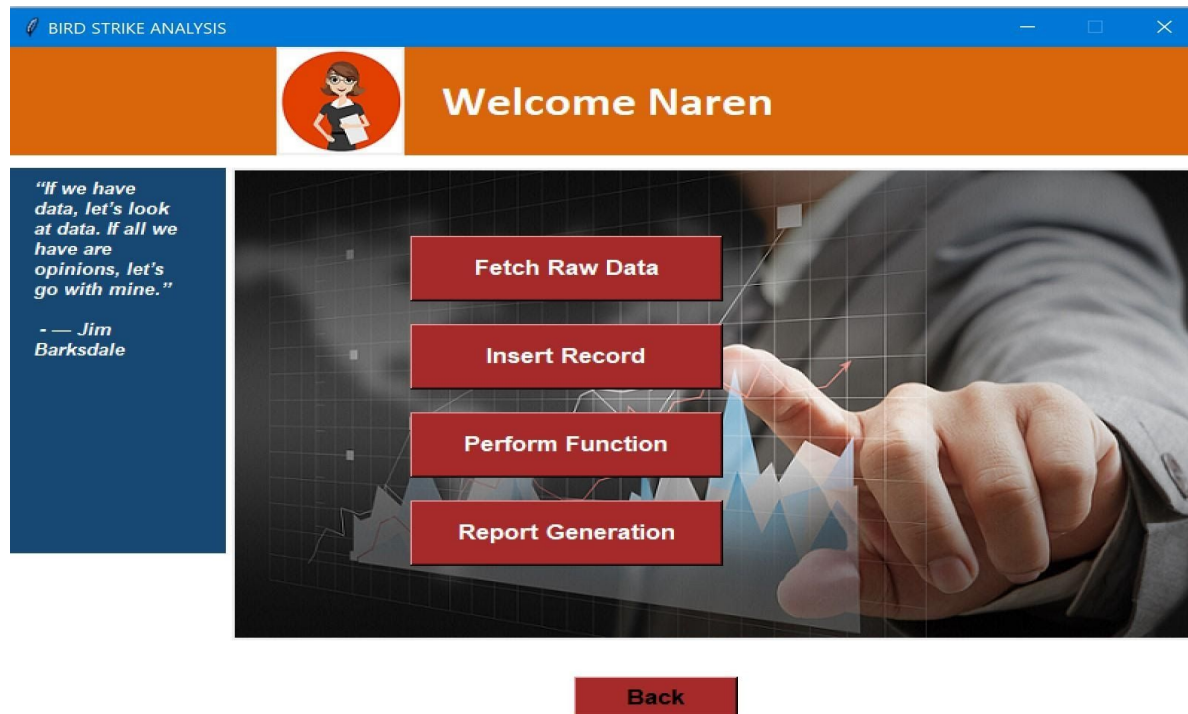 BIRD STRIKE ANALYSIS
Welcome Naren
“If we have
data, let’s look
at data. If all we
have are
opinions, let’s
go with mine.”
- — Jim
Barksdale
Fetch Raw Data
Insert Record
Perform Function
Report Generation
Back